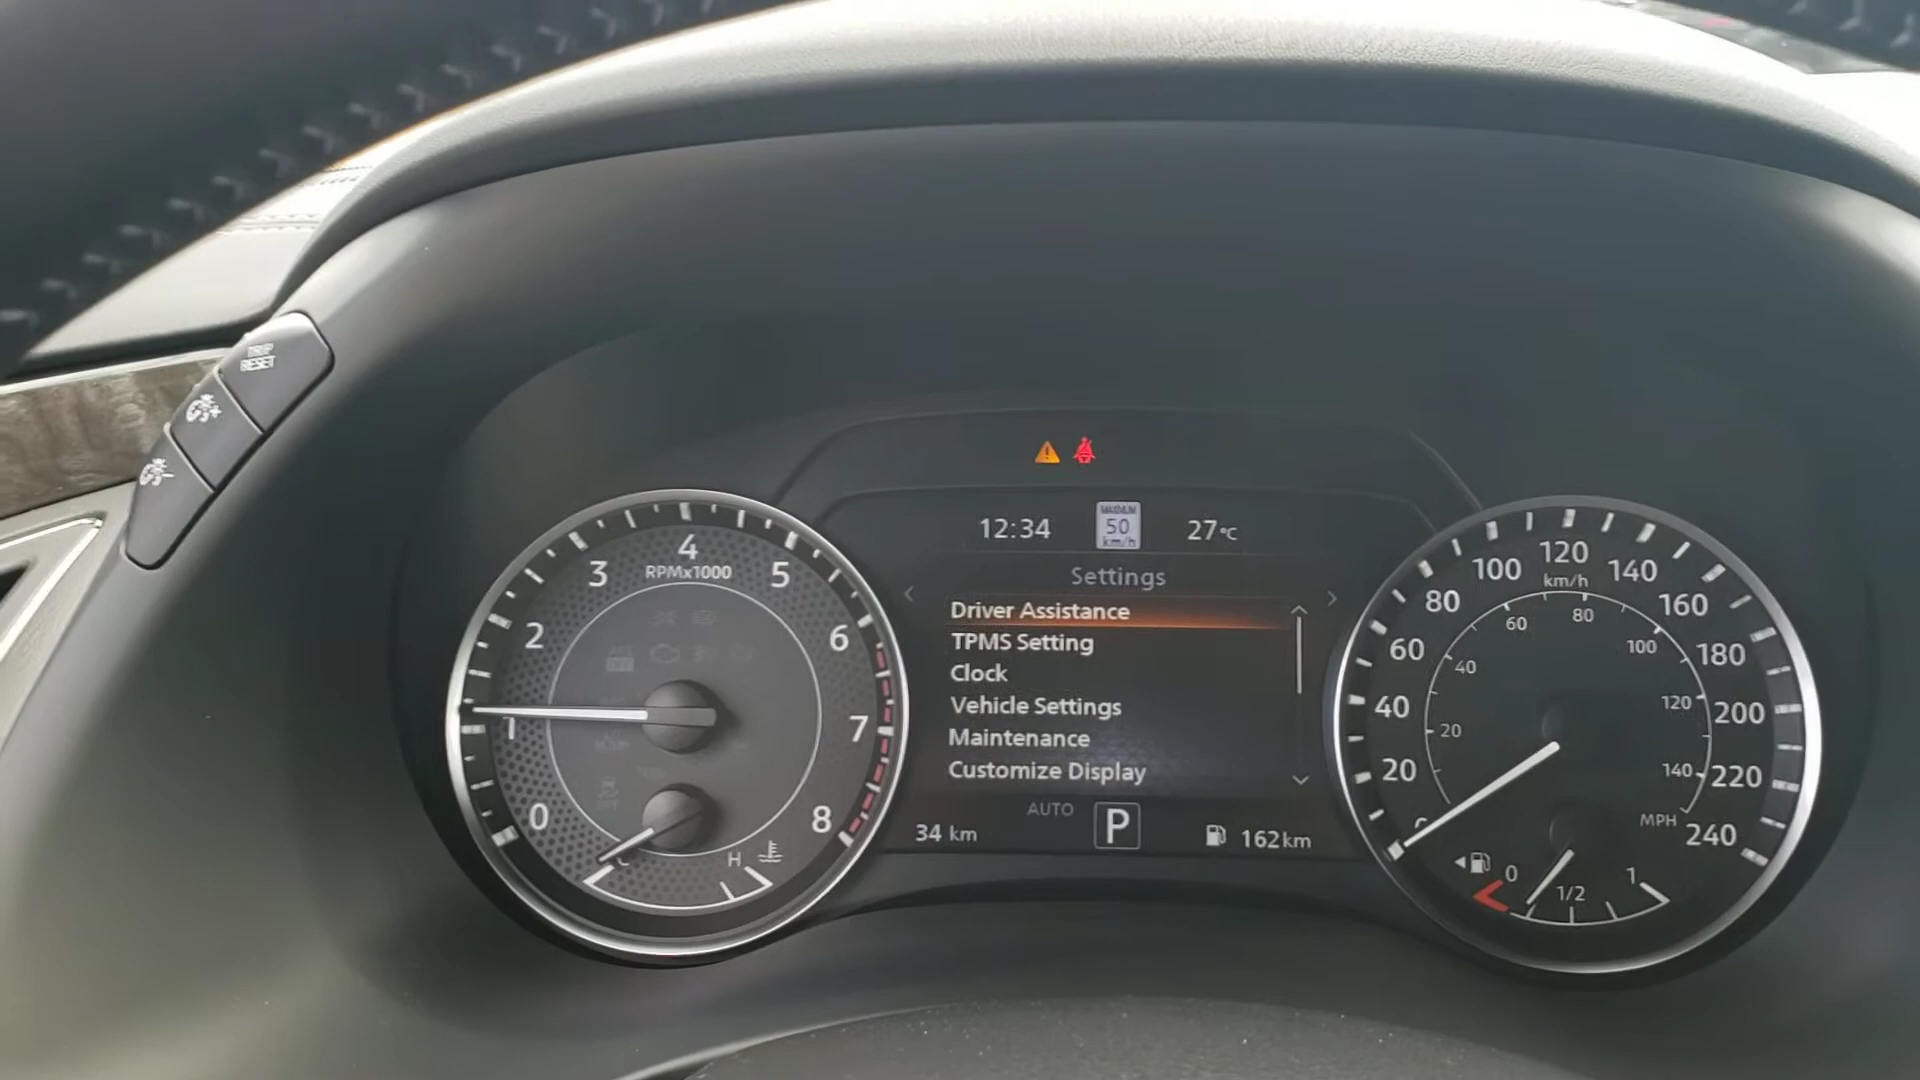 TRIP
RESET
12:34
MAXIMUM
50
km/h
27°C
Settings
Driver Assistance
TPMS Setting
Clock
Vehicle Settings
Maintenance
Customize Display
AUTO
P
34 km
162km
0
1
2
3
4
5
6
7
8
RPMx1000
C
H
0
20
40
60
80
100
120
140
160
180
200
220
240
km/h
20
40
60
80
100
120
140
MPH
0
1/2
1